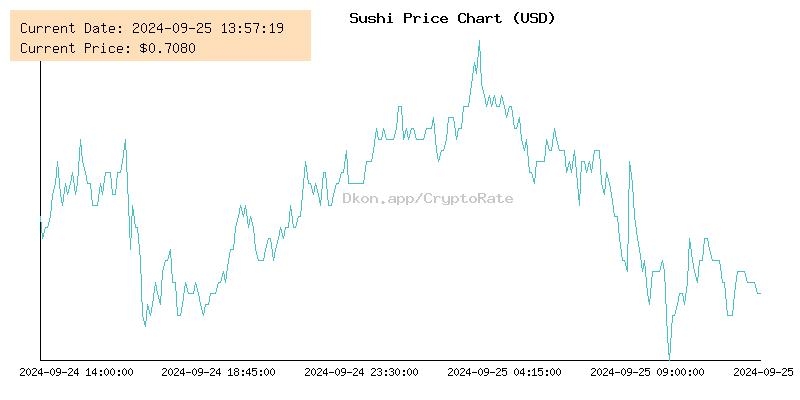 Sushi Price Chart (USD)
Current Date: 2024-09-25 13:57:19
Current Price: $0.7080
Dkon.app/CryptoRate
2024-09-24 14:00:00 2024-09-24 18:45:00 2024-09-24 23:30:00 2024-09-25 04:15:00 2024-09-25 09:00:00 2024-09-25